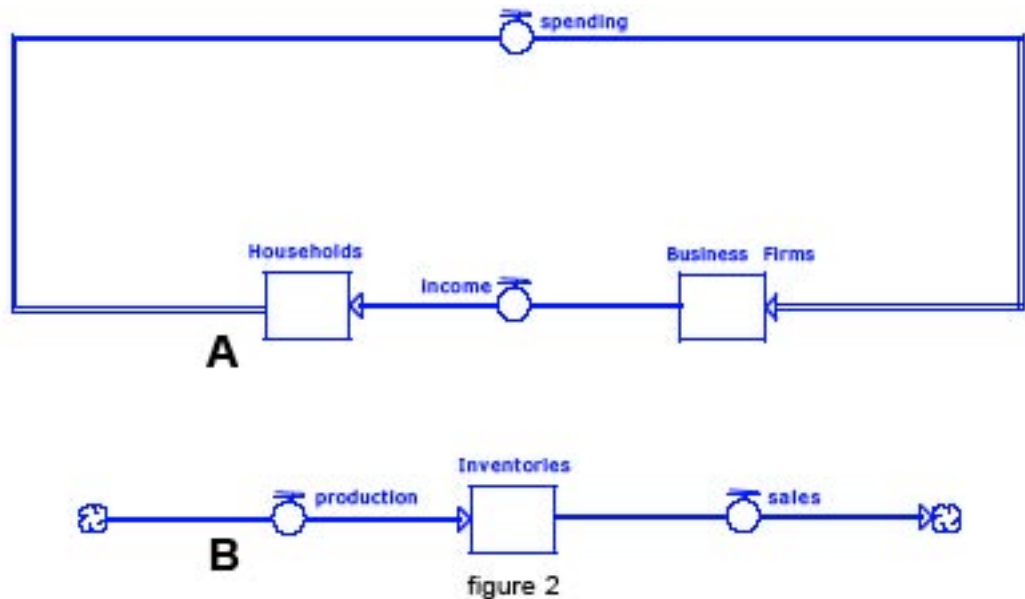 spending
Households
Business Firms
income
A
Inventories
production
sales
B
figure 2